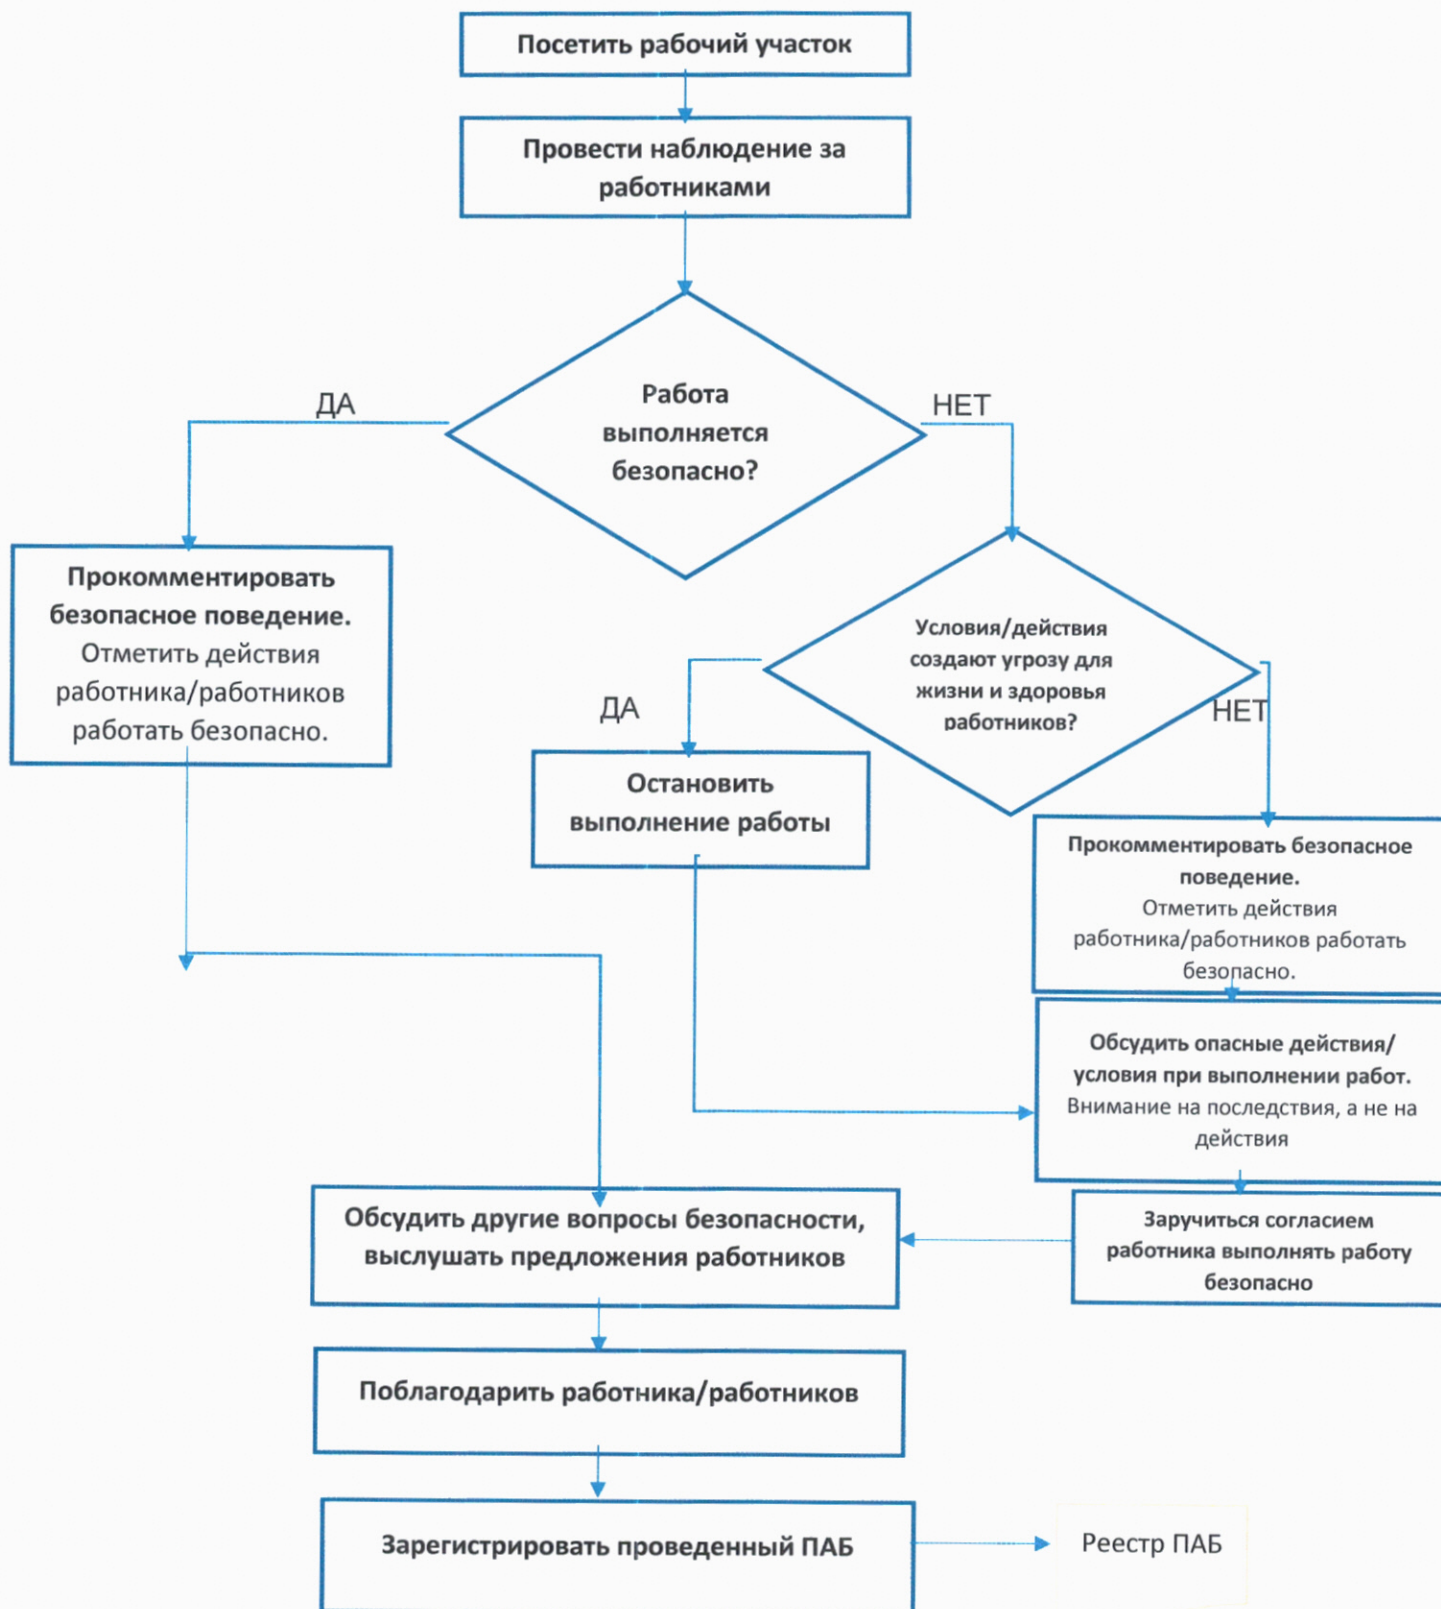 Посетить рабочий участок
Провести наблюдение за
работниками
Работа
выполняется
безопасно?
ДА
НЕТ
Прокомментировать
безопасное поведение.
Отметить действия
работника/работников
работать безопасно.
Условия/действия
создают угрозу для
жизни и здоровья
работников?
ДА
НЕТ
Остановить
выполнение работы
Прокомментировать безопасное
поведение.
Отметить действия
работника/работников работать
безопасно.
Обсудить опасные действия/
условия при выполнении работ.
Внимание на последствия, а не на
действия
Заручиться согласием
работника выполнять работу
безопасно
Обсудить другие вопросы безопасности,
выслушать предложения работников
Поблагодарить работника/работников
Зарегистрировать проведенный ПАБ
Реестр ПАБ